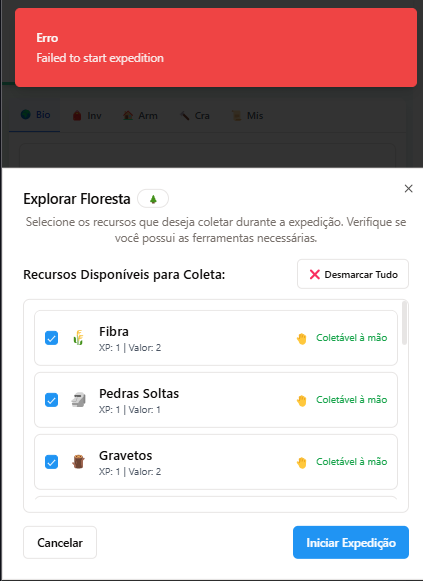 Erro
Failed to start expedition
Bio Inv Arm Cra Mis
Explorar Floresta
Selecione os recursos que deseja coletar durante a expedição. Verifique se
você possui as ferramentas necessárias.
Recursos Disponíveis para Coleta:
Desmarcar Tudo
Fibra
XP: 1 | Valor: 2
Coletável à mão
Pedras Soltas
XP: 1 | Valor: 1
Coletável à mão
Gravetos
XP: 1 | Valor: 2
Coletável à mão
Cancelar
Iniciar Expedição